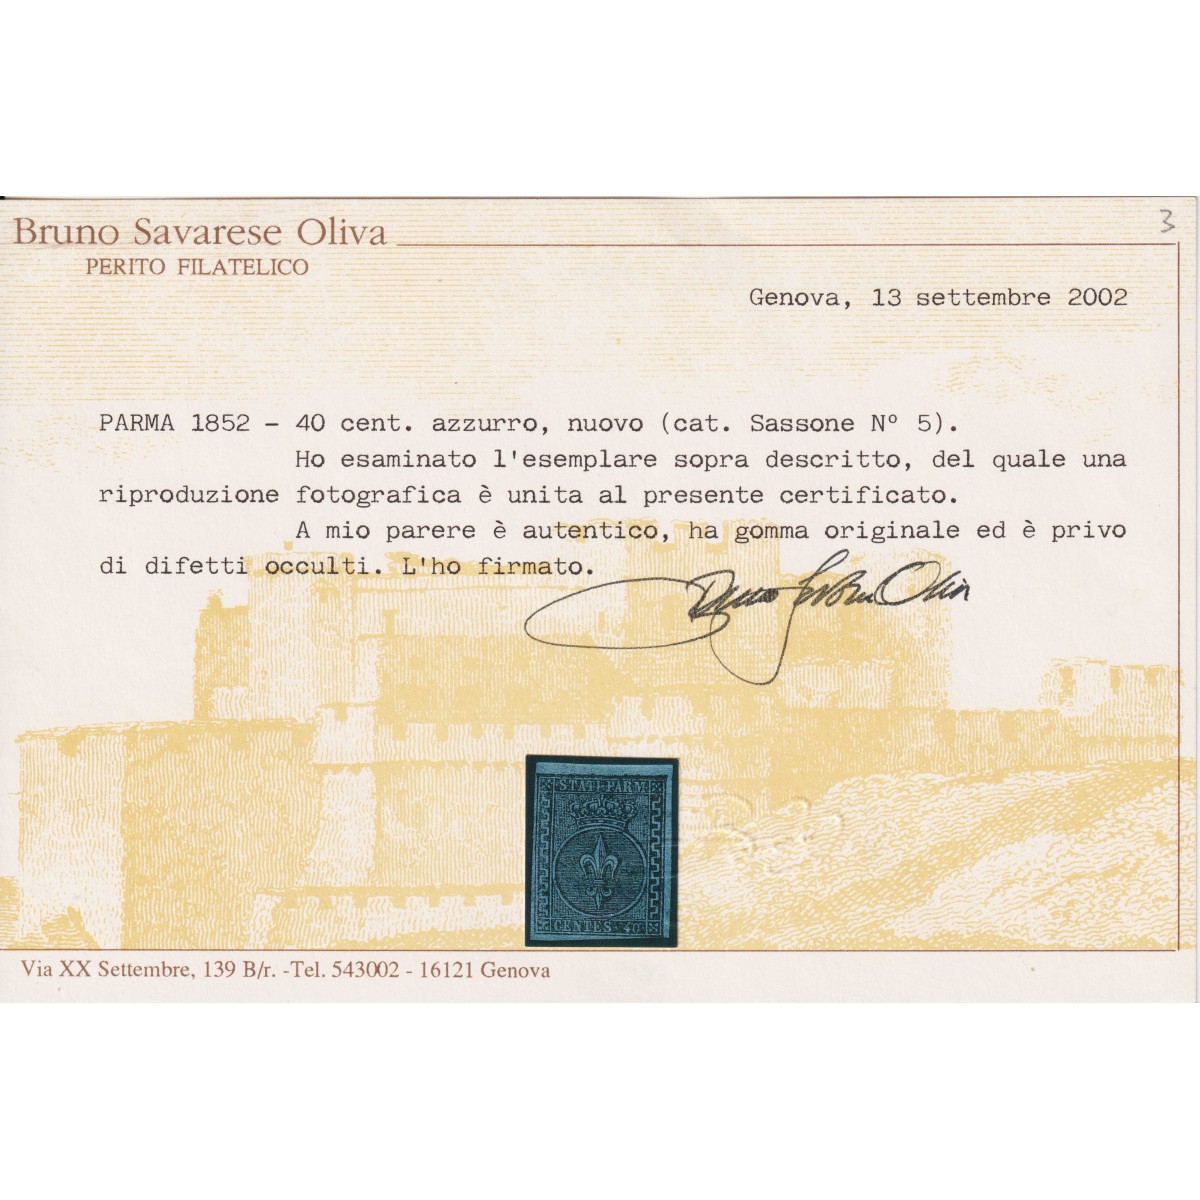 Bruno Savarese Oliva
3
PERITO FILATELICO
Genova, 13 settembre 2002
PARMA 1852 - 40 cent. azzurro, nuovo (cat. Sassone N° 5).
Ho esaminato l'esemplare sopra descritto, del quale una
riproduzione fotografica è unita al presente certificato.
A mio parere è autentico, ha gomma originale ed è privo
di difetti occulti. L'ho firmato.
Bruno Savarese Oliva
STATI PARM
CENTES 40
Via XX Settembre, 139 B/r. -Tel. 543002 - 16121 Genova